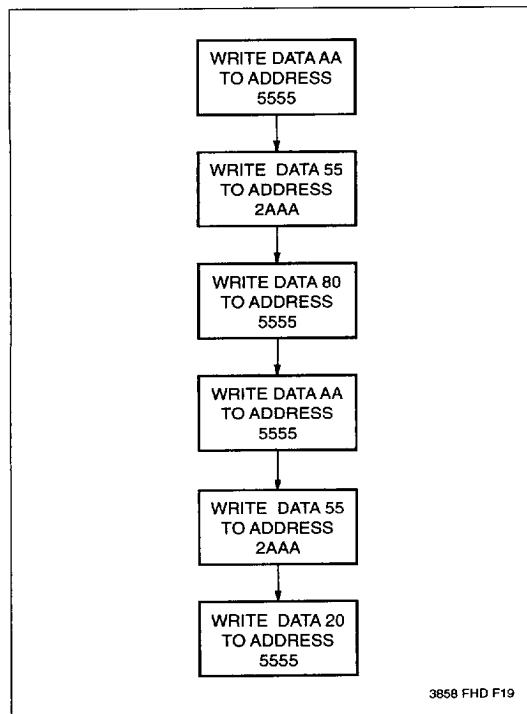 WRITE DATA AA
TO ADDRESS
5555
WRITE DATA 55
TO ADDRESS
2AAA
WRITE DATA 80
TO ADDRESS
5555
WRITE DATA AA
TO ADDRESS
5555
WRITE DATA 55
TO ADDRESS
2AAA
WRITE DATA 20
TO ADDRESS
5555
3858 FHD F19